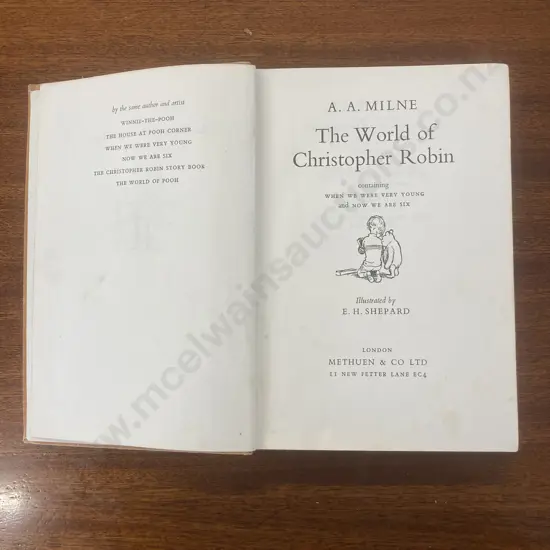 by the same author and artist
WINNIE-THE-POOH
THE HOUSE AT POOH CORNER
WHEN WE WERE VERY YOUNG
NOW WE ARE SIX
THE CHRISTOPHER ROBIN STORY BOOK
THE WORLD OF POOH
A. A. MILNE
The World of
Christopher Robin
containing
WHEN WE WERE VERY YOUNG
and NOW WE ARE SIX
Illustrated by
E. H. SHEPARD
LONDON
METHUEN & CO LTD
11 NEW FETTER LANE EC4
www.mcelwainsauctions.co.nz